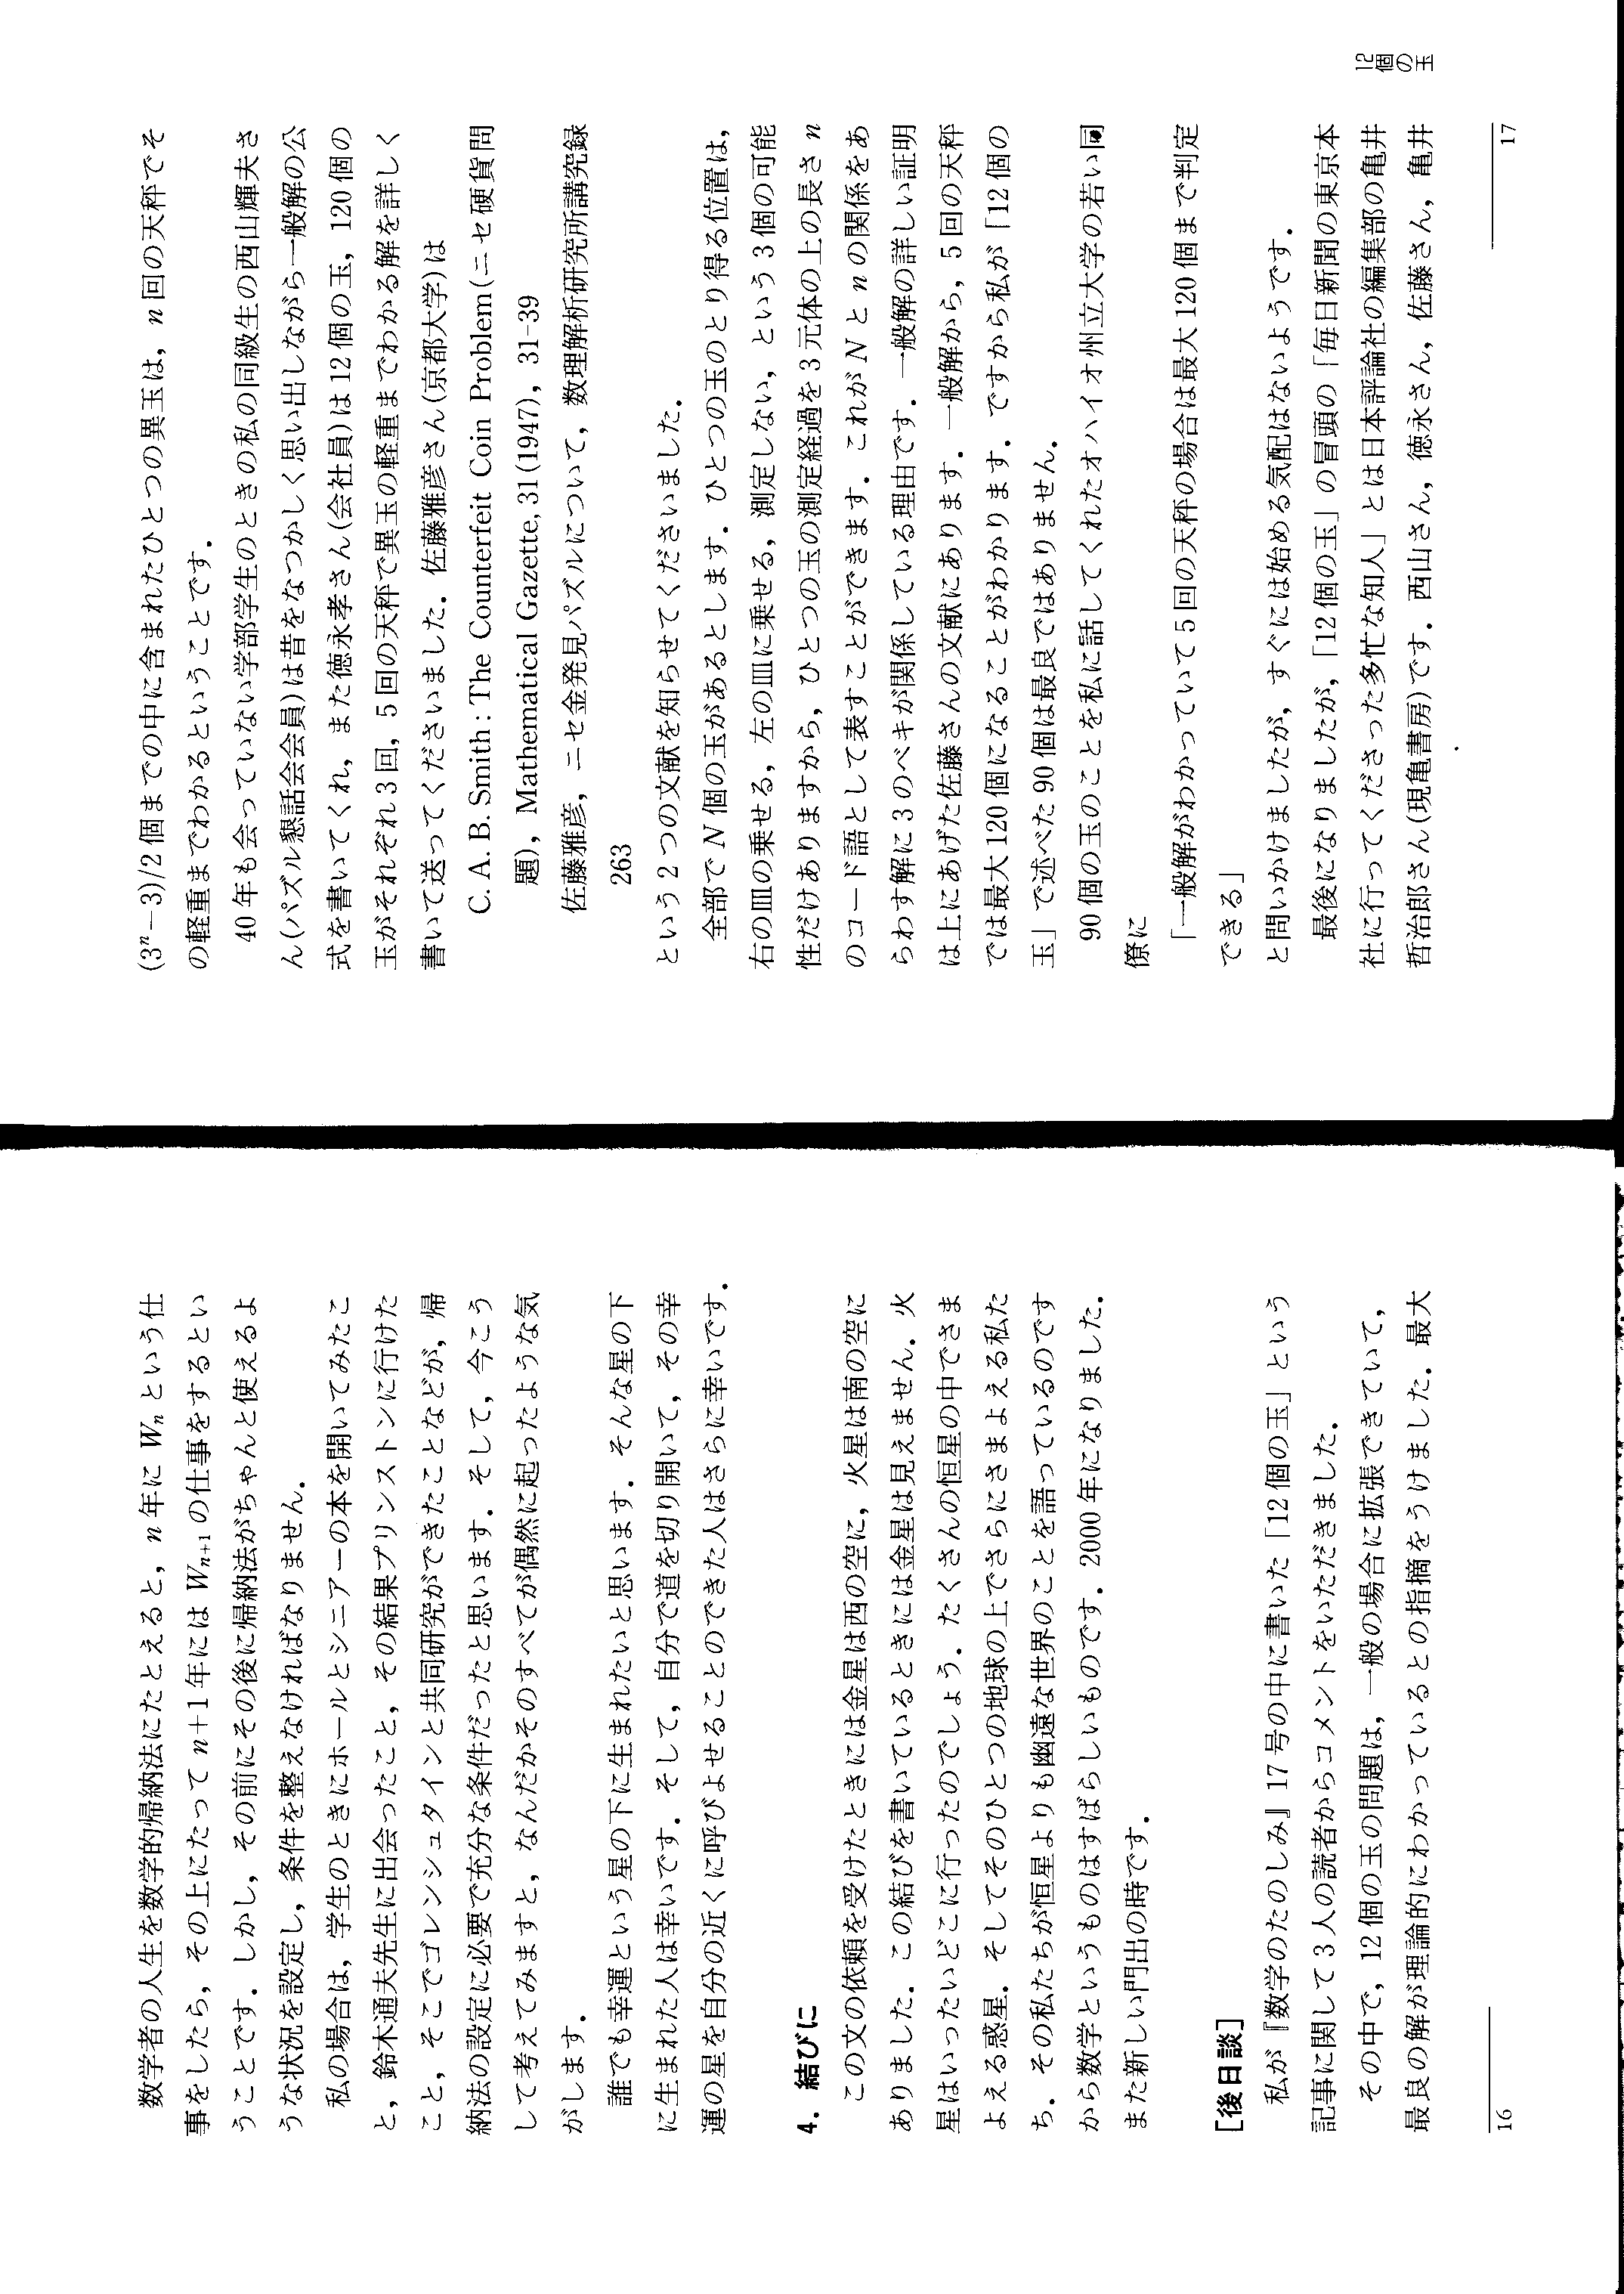 数学者の人生を数学的帰納法にたとえると，n年に Wₙ という仕
事をしたら，その上にたって n+1 年には Wₙ₊₁ の仕事をするとい
うことです．しかし，その前にその後に帰納法がちゃんと使えるよ
うな状況を設定し，条件を整えなければなりません．
私の場合は，学生のときにホールとシニアーの本を開いてみたこ
と，鈴木通夫先生に出会ったこと，その結果プリンストンに行けた
こと，そこでゴレンシュタインと共同研究ができたことなどが，帰
納法の設定に必要で充分な条件だったと思います．そして，今こう
して考えてみますと，なんだかそのすべてが偶然に起ったような気
がします．
誰でも幸運という星の下に生まれたいと思います．そんな星の下
に生まれた人は幸いです．そして，自分で道を切り開いて，その幸
運の星を自分の近くに呼びよせることのできた人はさらに幸いです．
4．結びに
この文の依頼を受けたときには金星は西の空に，火星は南の空に
ありました．この結びを書いているときには金星は見えません．火
星はいったいどこに行ったのでしょう．たくさんの恒星の中でさま
よえる惑星．そしてそのひとつの地球の上でさらにさまよえる私た
ち．その私たちが恒星よりも幽遠な世界のことを語っているのです
から数学というものはすばらしいものです．2000年になりました．
また新しい門出の時です．
［後日談］
私が『数学のたのしみ』17号の中に書いた「12個の玉」という
記事に関して3人の読者からコメントをいただきました．
その中で，12個の玉の問題は，一般の場合に拡張できていて，
最良の解が理論的にわかっているとの指摘をうけました．最大
16
(3ⁿ−3)/2個までの中に含まれたひとつの異玉は，n回の天秤でそ
の軽重までわかるということです．
40年も会っていない学部学生のときの私の同級生の西山輝夫さ
ん(パズル懇話会会員)は昔をなつかしく思い出しながら一般解の公
式を書いてくれ，また徳永孝さん(会社員)は12個の玉，120個の
玉がそれぞれ3回，5回の天秤で異玉の軽重までわかる解を詳しく
書いて送ってくださいました．佐藤雅彦さん(京都大学)は
C. A. B. Smith : The Counterfeit Coin Problem(ニセ硬貨問
題)，Mathematical Gazette, 31(1947)，31-39
佐藤雅彦，ニセ金発見パズルについて，数理解析研究所講究録
263
という2つの文献を知らせてくださいました．
全部で N 個の玉があるとします．ひとつの玉のとり得る位置は，
右の皿の乗せる，左の皿に乗せる，測定しない，という3個の可能
性だけありますから，ひとつの玉の測定経過を3元体の上の長さ n
のコード語として表すことができます．これが N と n の関係をあ
らわす解に3のベキが関係している理由です．一般解の詳しい証明
は上にあげた佐藤さんの文献にあります．一般解から，5回の天秤
では最大120個になることがわかります．ですから私が「12個の
玉」で述べた90個は最良ではありません．
90個の玉のことを私に話してくれたオハイオ州立大学の若い同
僚に
「一般解がわかっていて5回の天秤の場合は最大120個まで判定
できる」
と問いかけましたが，すぐには始める気配はないようです．
最後になりましたが，「12個の玉」の冒頭の「毎日新聞の東京本
社に行ってくださった多忙な知人」とは日本評論社の編集部の亀井
哲治郎さん(現亀書房)です．西山さん，徳永さん，佐藤さん，亀井
12個の玉
17